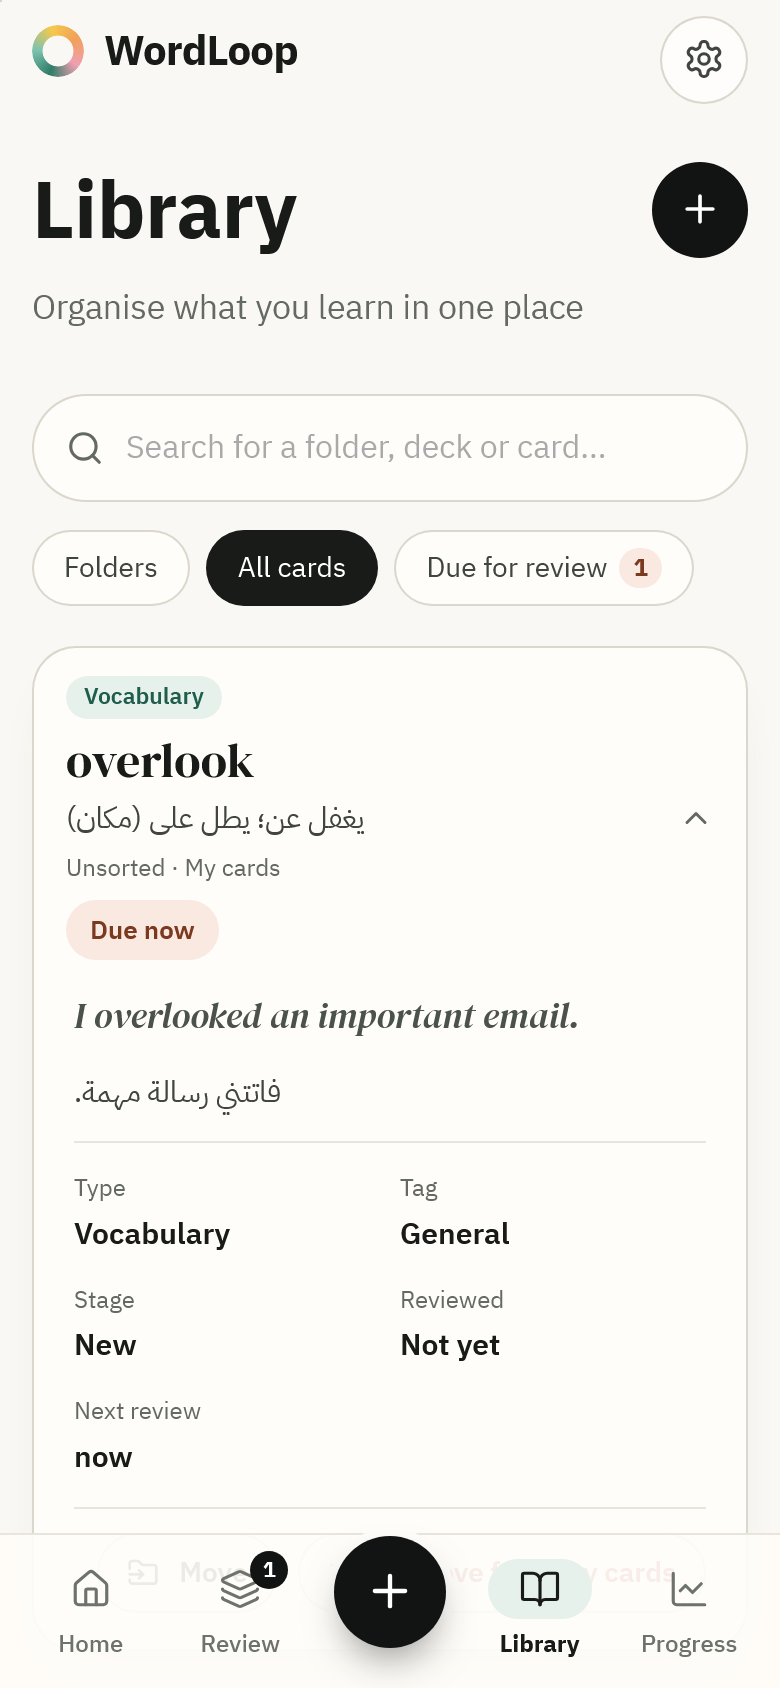 WordLoop
Library
Organise what you learn in one place
Search for a folder, deck or card...
Folders
All cards
Due for review 1
Vocabulary
overlook
يغفل عن؛ يطل على (مكان)
Unsorted · My cards
Due now
I overlooked an important email.
فاتتني رسالة مهمة.
Type
Tag
Vocabulary
General
Stage
Reviewed
New
Not yet
Next review
now
cards
1
Home
Review
Library
Progress